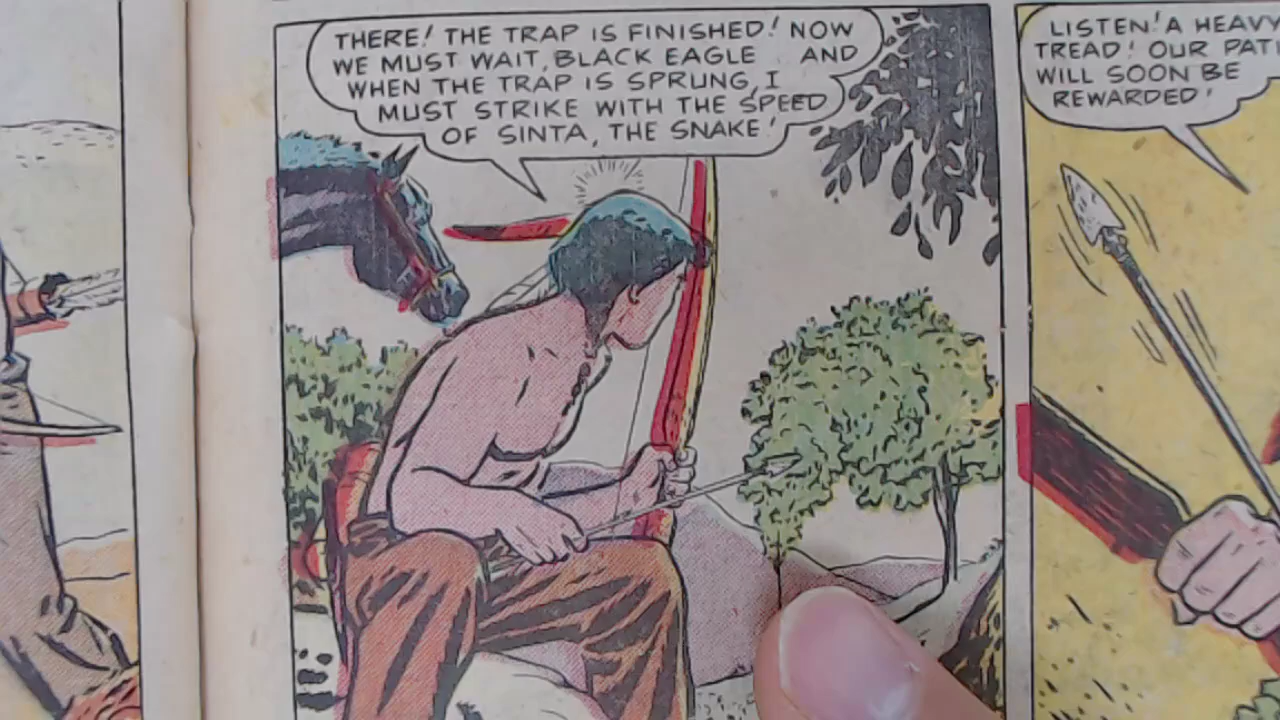 THERE! THE TRAP IS FINISHED! NOW
WE MUST WAIT, BLACK EAGLE AND
WHEN THE TRAP IS SPRUNG, I
MUST STRIKE WITH THE SPEED
OF SINTA, THE SNAKE!
LISTEN! A HEAVY
TREAD! OUR
WILL SOON BE
REWARDED!